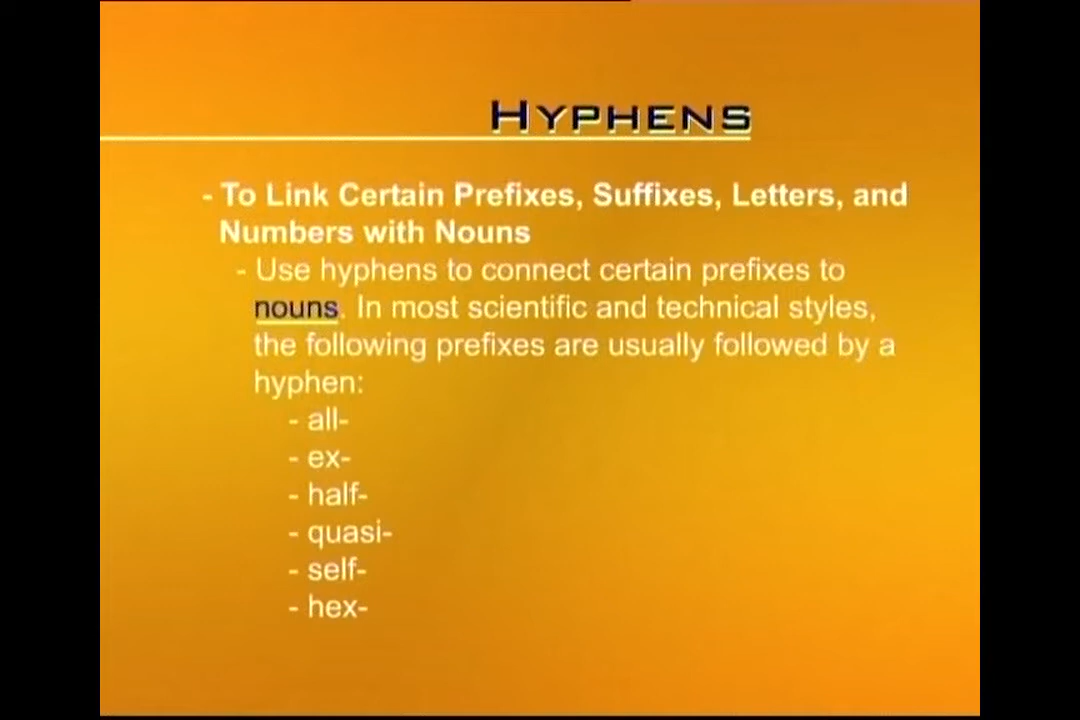 HYPHENS
- To Link Certain Prefixes, Suffixes, Letters, and
Numbers with Nouns
- Use hyphens to connect certain prefixes to
nouns. In most scientific and technical styles,
the following prefixes are usually followed by a
hyphen:
- all-
- ex-
- half-
- quasi-
- self-
- hex-